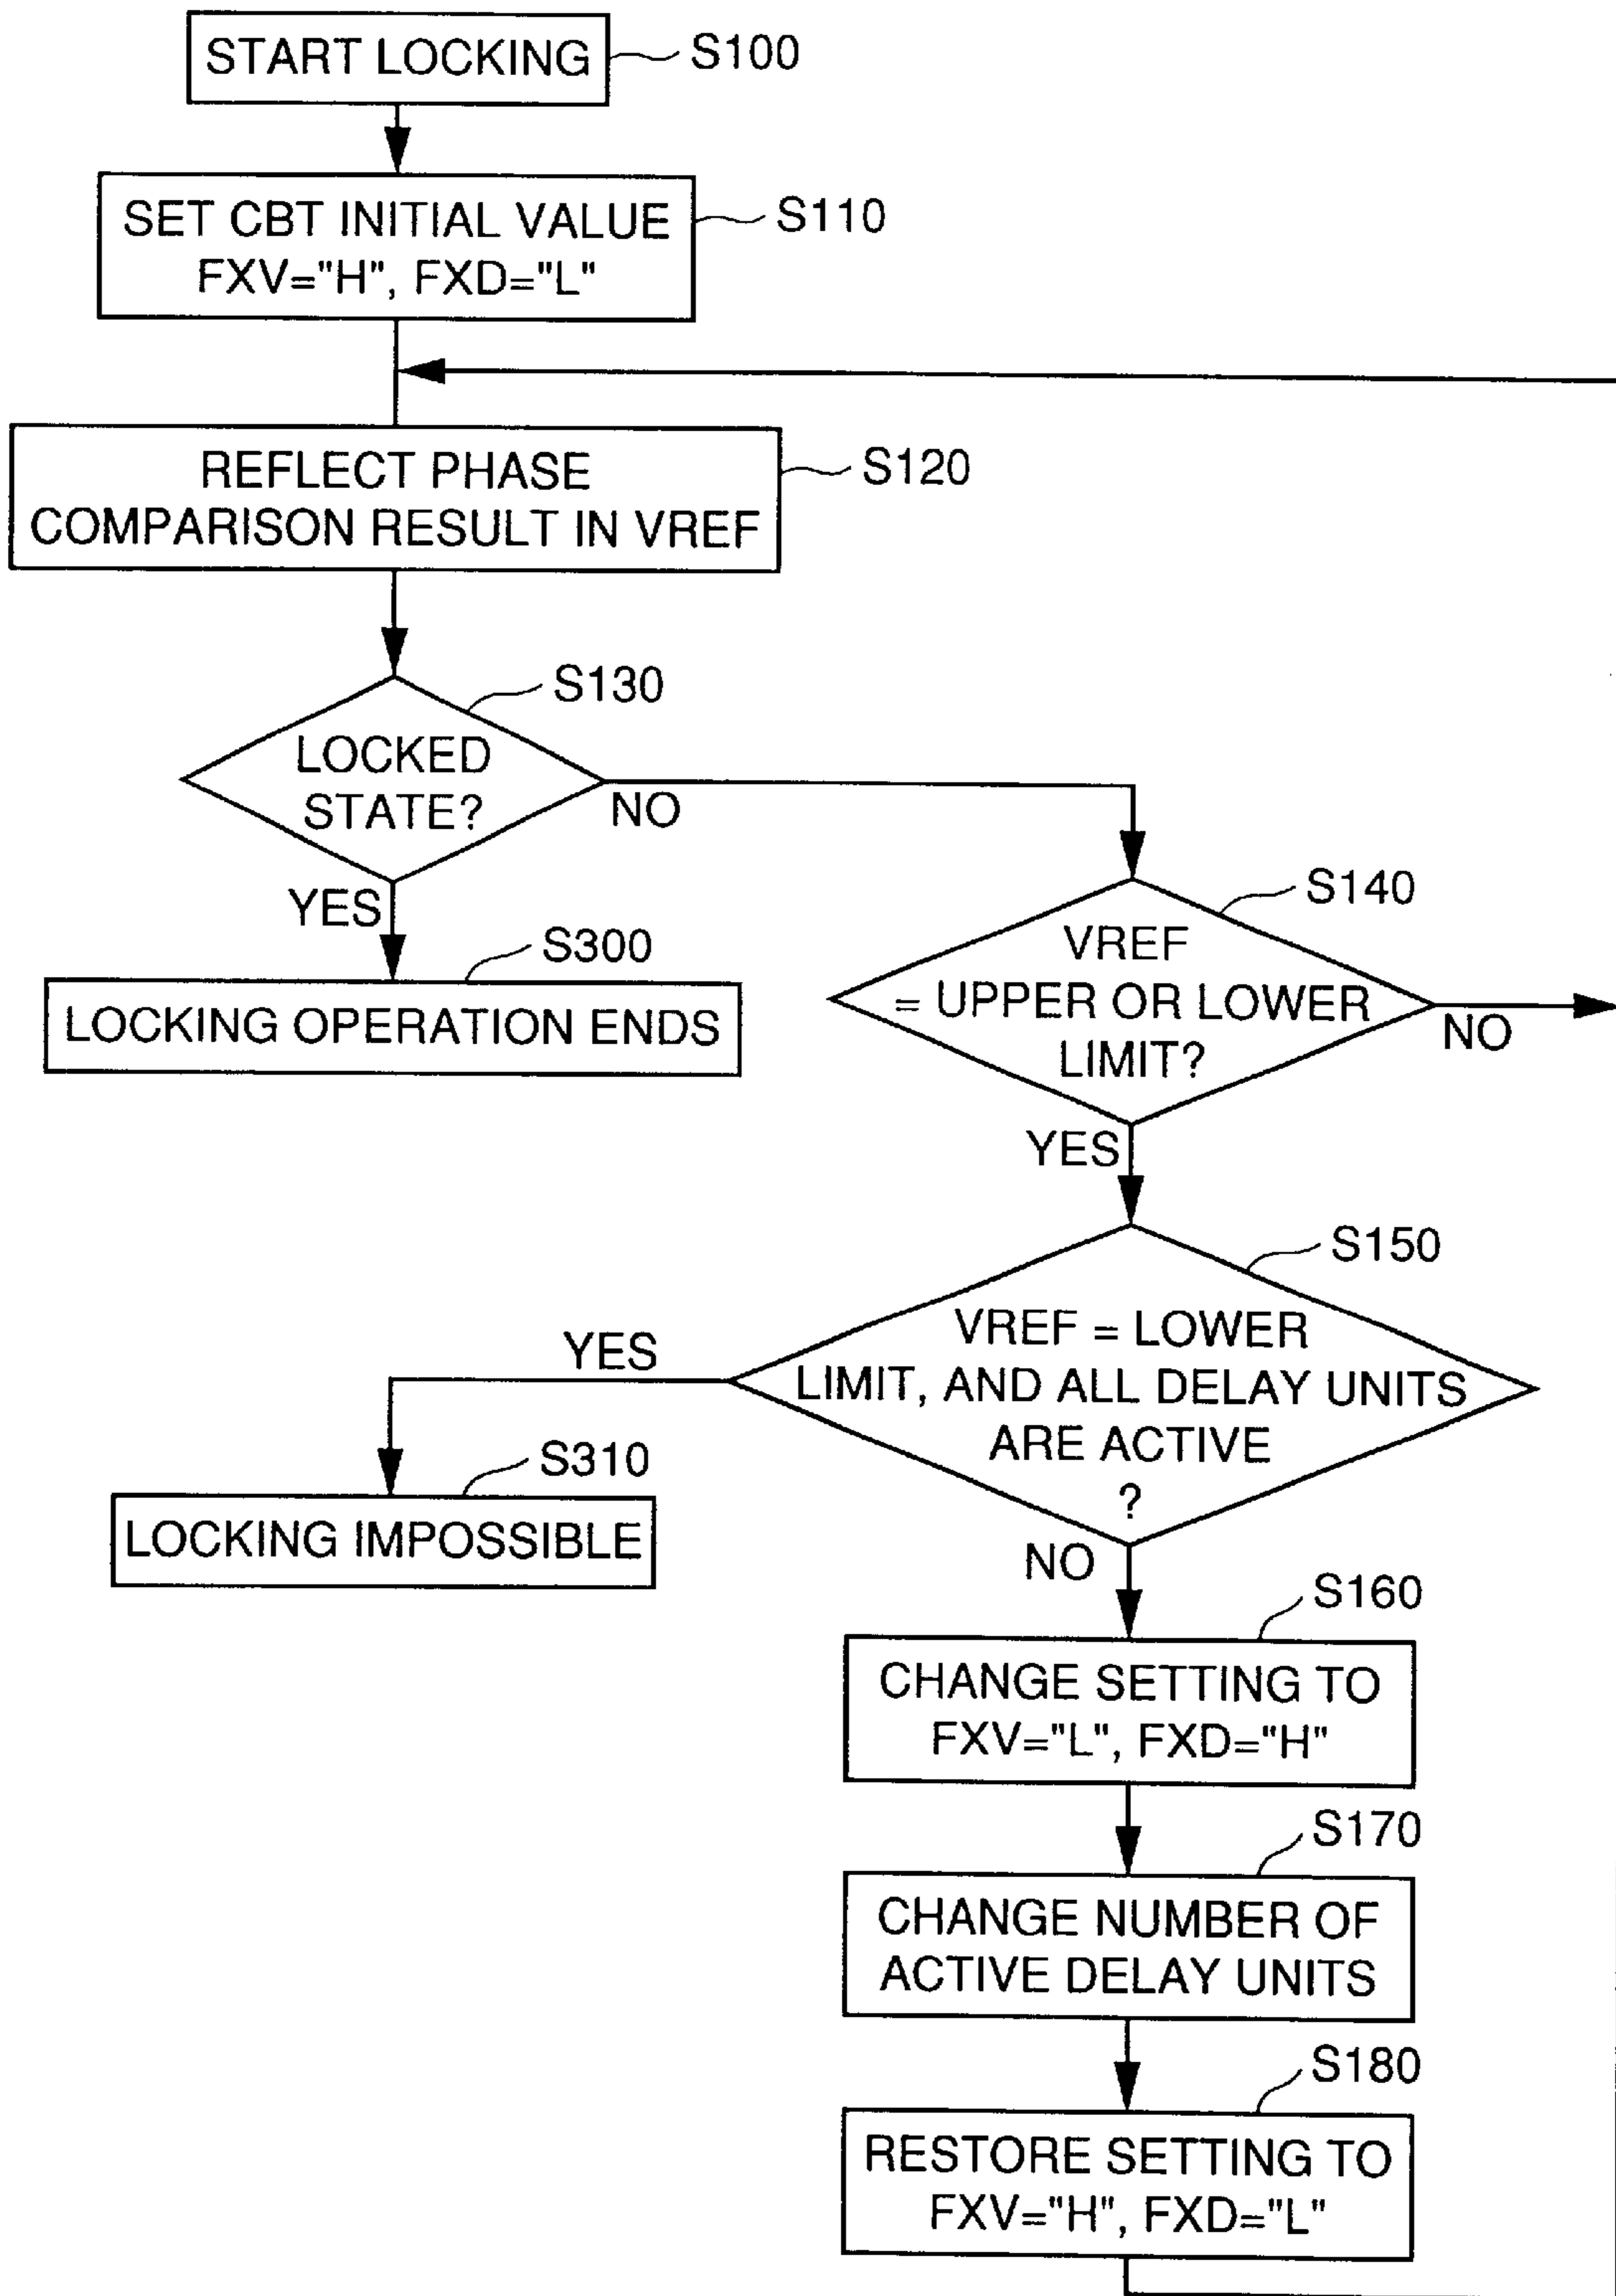 START LOCKING
S100
SET CBT INITIAL VALUE
FXV="H", FXD="L"
S110
REFLECT PHASE
COMPARISON RESULT IN VREF
S120
LOCKED
STATE?
S130
NO
YES
S300
LOCKING OPERATION ENDS
S140
VREF
= UPPER OR LOWER
LIMIT?
NO
YES
S150
VREF = LOWER
LIMIT, AND ALL DELAY UNITS
ARE ACTIVE
?
YES
S310
LOCKING IMPOSSIBLE
NO
S160
CHANGE SETTING TO
FXV="L", FXD="H"
S170
CHANGE NUMBER OF
ACTIVE DELAY UNITS
S180
RESTORE SETTING TO
FXV="H", FXD="L"